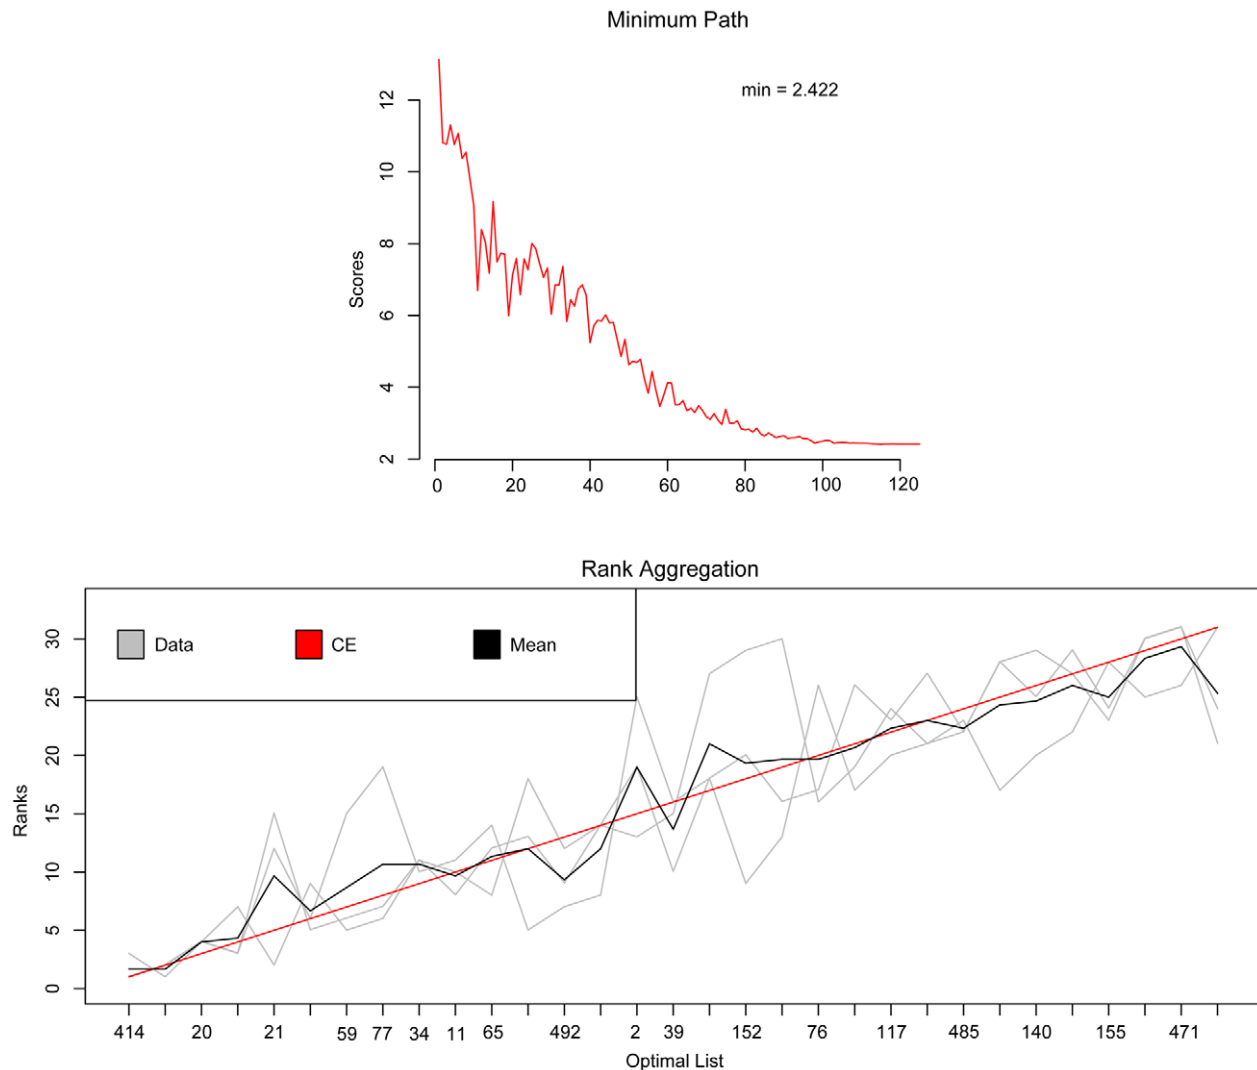 Minimum Path
min = 2.422
12
10
8
6
4
2
Scores
0 20 40 60 80 100 120
Rank Aggregation
Data CE Mean
30
25
20
15
10
5
0
Ranks
414 20 21 59 77 34 11 65 492 2 39 152 76 117 485 140 155 471
Optimal List